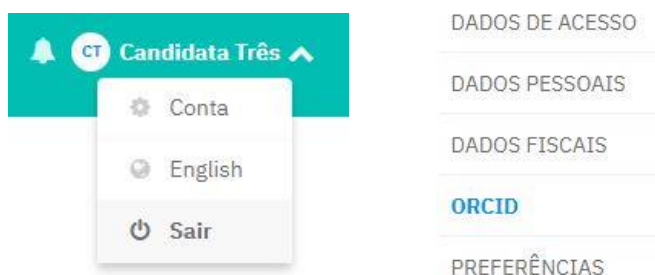 CT Candidata Três
Conta
English
Sair
DADOS DE ACESSO
DADOS PESSOAIS
DADOS FISCAIS
ORCID
PREFERÊNCIAS